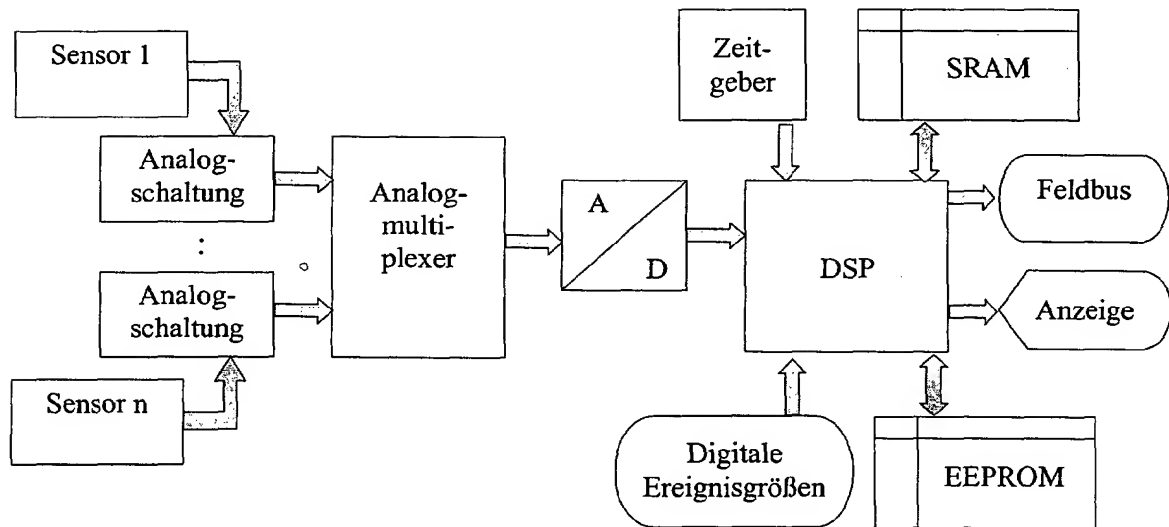 Sensor 1
Analog-
schaltung
:
Analog-
schaltung
Sensor n
Analog-
multi-
plexer
A
D
Zeit-
geber
SRAM
DSP
Feldbus
Anzeige
Digitale
Ereignisgrößen
EEPROM